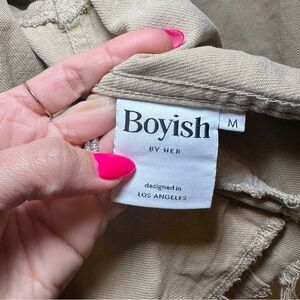 Boyish
BY HER
designed in
LOS ANGELES
M